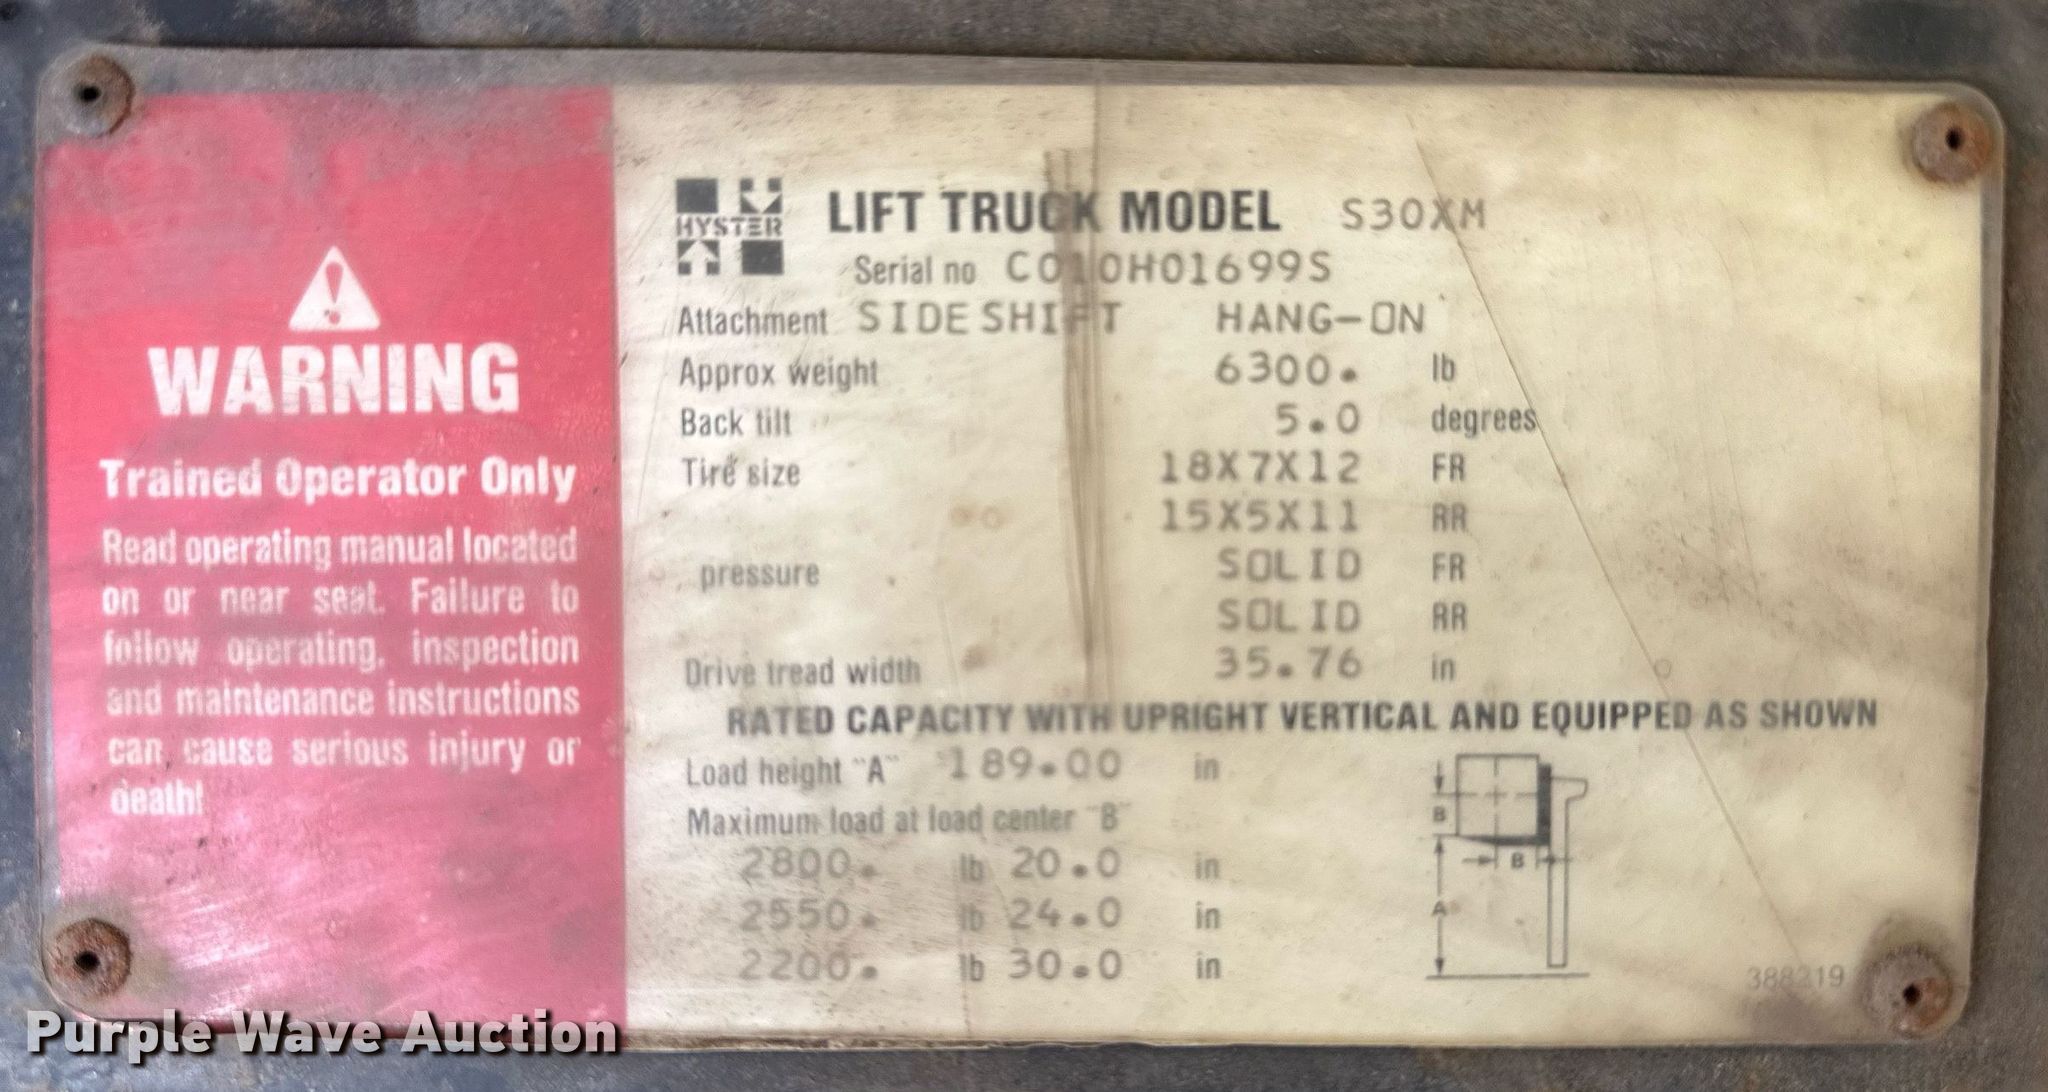 WARNING
Trained Operator Only
Read operating manual located
on or near seat. Failure to
follow operating, inspection
and maintenance instructions
can cause serious injury or
death!
HYSTER
LIFT TRUCK MODEL S30XM
Serial no C010H01699S
Attachment SIDESHIFT HANG-ON
Approx weight 6300. lb
Back tilt 5.0 degrees
Tire size 18X7X12 FR
15X5X11 RR
pressure SOLID FR
SOLID RR
Drive tread width 35.76 in
RATED CAPACITY WITH UPRIGHT VERTICAL AND EQUIPPED AS SHOWN
Load height "A" 189.00 in
Maximum load at load center "B"
2800. lb 20.0 in
2550. lb 24.0 in
2200. lb 30.0 in
B
B
A
388219
Purple Wave Auction